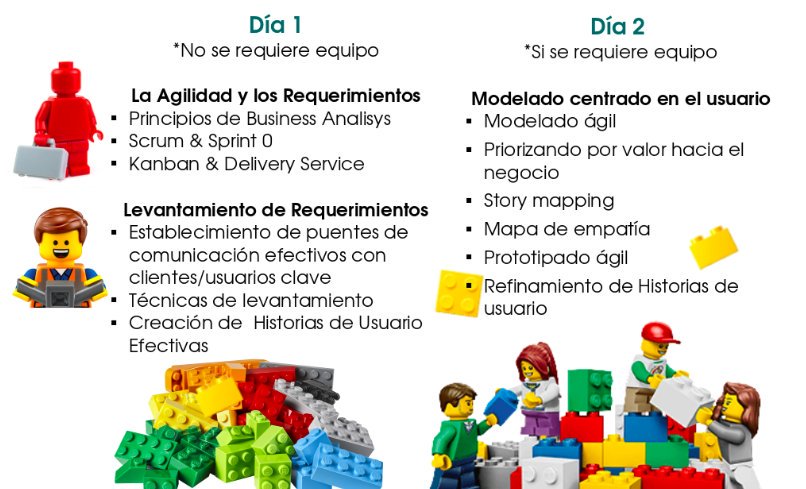 Día 1
*No se requiere equipo
La Agilidad y los Requerimientos
▪ Principios de Business Analisys
▪ Scrum & Sprint 0
▪ Kanban & Delivery Service
Levantamiento de Requerimientos
▪ Establecimiento de puentes de
comunicación efectivos con
clientes/usuarios clave
▪ Técnicas de levantamiento
▪ Creación de Historias de Usuario
Efectivas
Día 2
*Si se requiere equipo
Modelado centrado en el usuario
▪ Modelado ágil
▪ Priorizando por valor hacia el
negocio
▪ Story mapping
▪ Mapa de empatía
▪ Prototipado ágil
▪ Refinamiento de Historias de
usuario